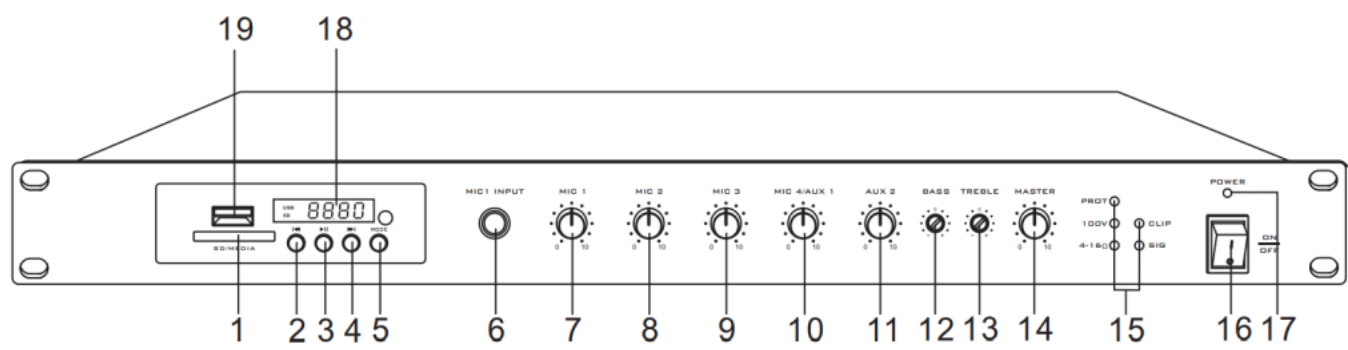 19 18
MIC1 INPUT MIC 1 MIC 2 MIC 3 MIC 4/AUX 1 AUX 2 BASS TREBLE MASTER POWER
USB
SD
8880
MODE
SD/MEDIA
0 10 0 10 0 10 0 10 0 10 0 10
PROT
100V CLIP
4-16Ω SIG
ON
OFF
1 2 3 4 5 6 7 8 9 10 11 12 13 14 15 16 17